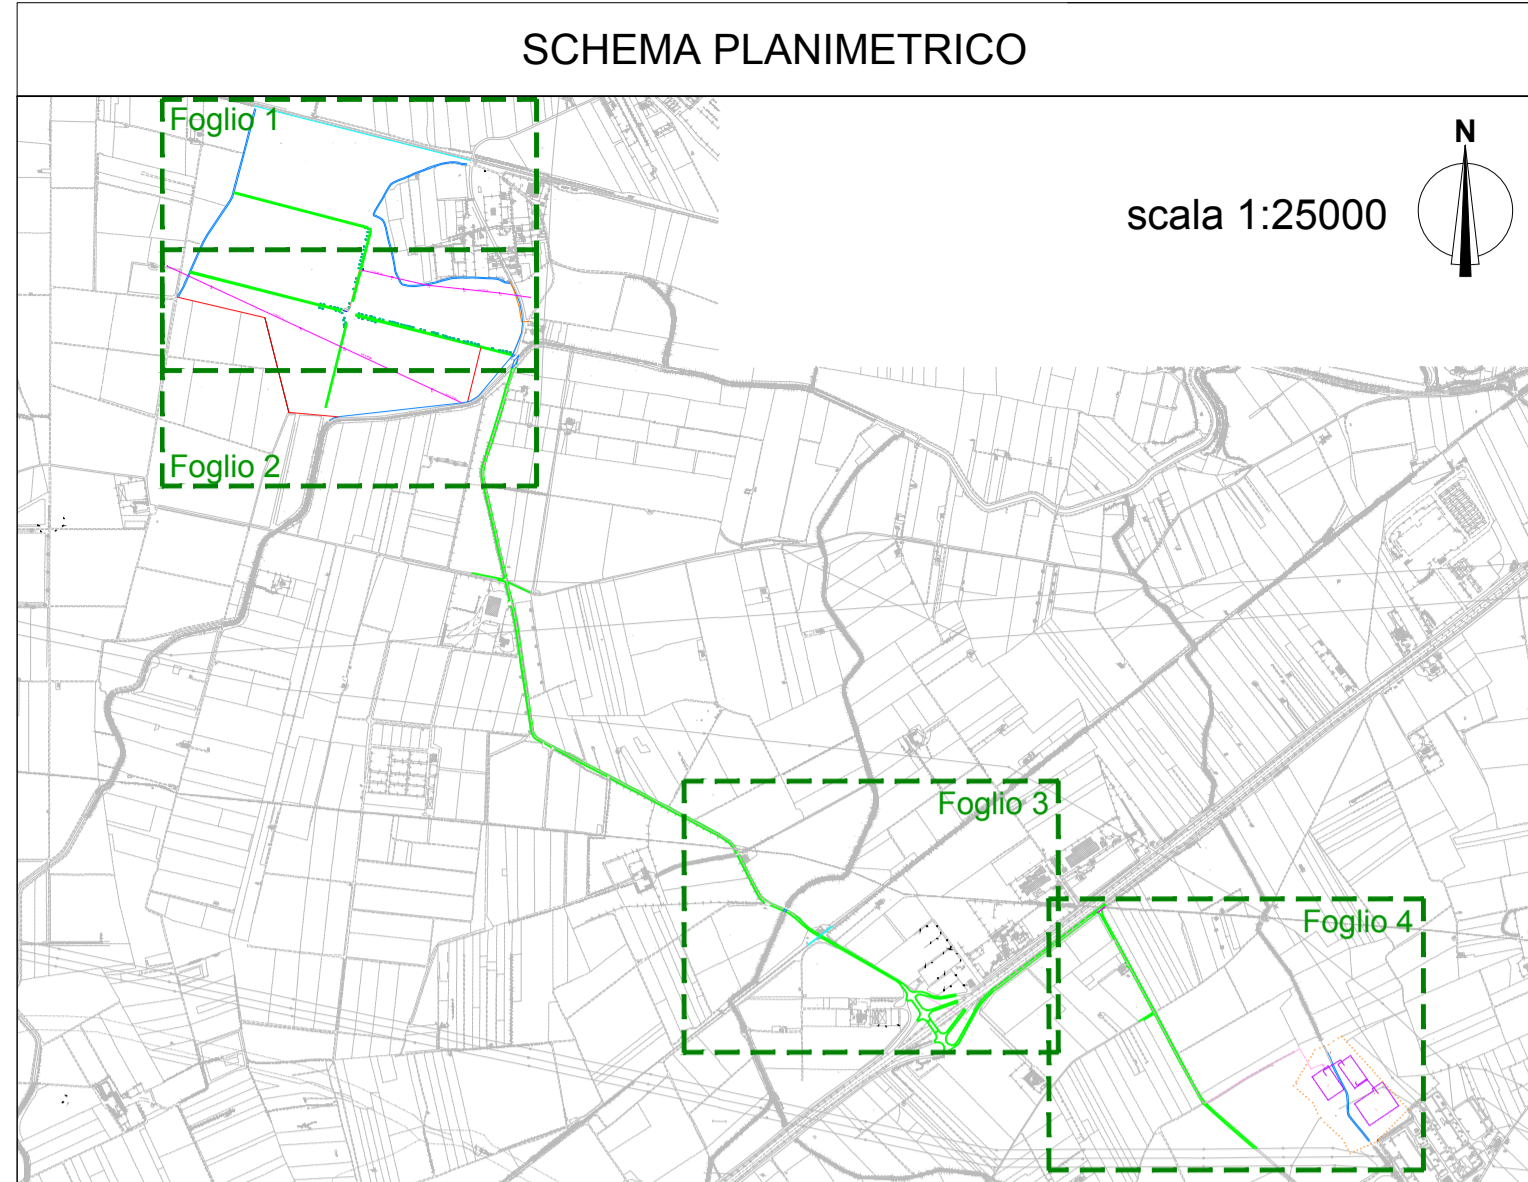 SCHEMA PLANIMETRICO
Foglio 1
N
scala 1:25000
Foglio 2
Foglio 3
Foglio 4